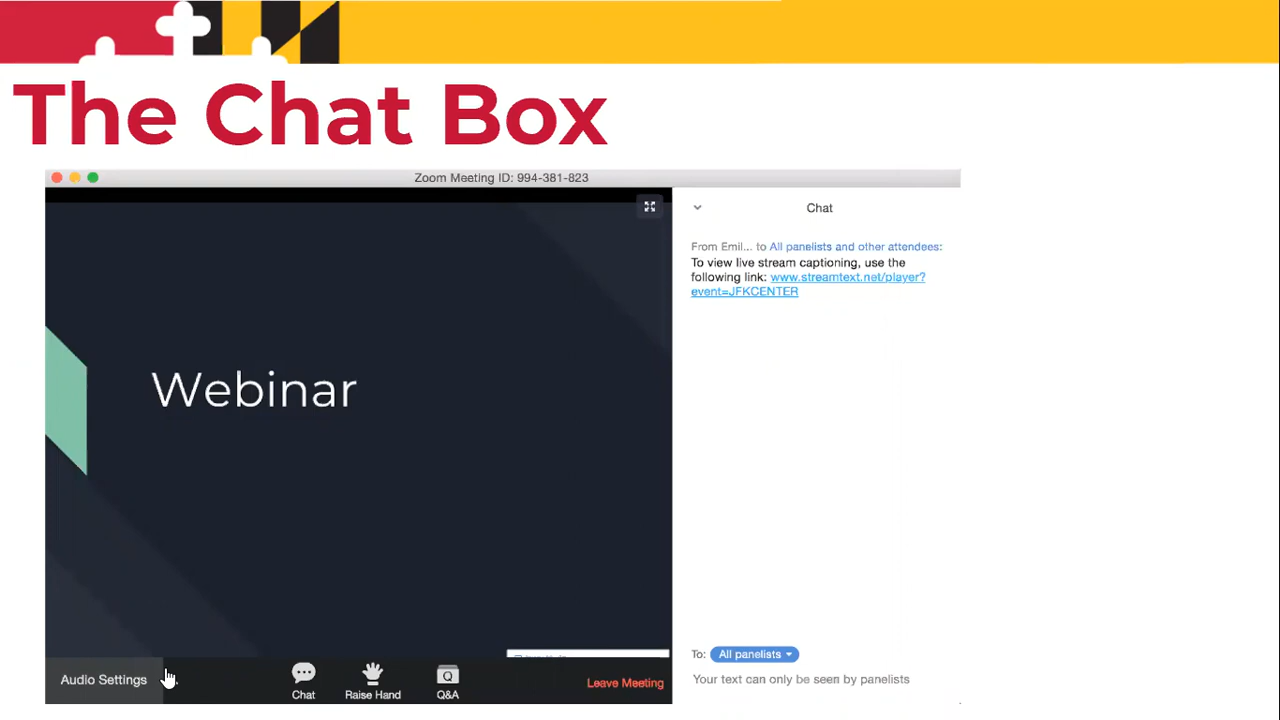 The Chat Box
Zoom Meeting ID: 994-381-823
Webinar
Chat
From Emil... to All panelists and other attendees:
To view live stream captioning, use the
following link: www.streamtext.net/player?
event=JFKCENTER
To: All panelists
Your text can only be seen by panelists
Audio Settings
Chat
Raise Hand
Q
Q&A
Leave Meeting